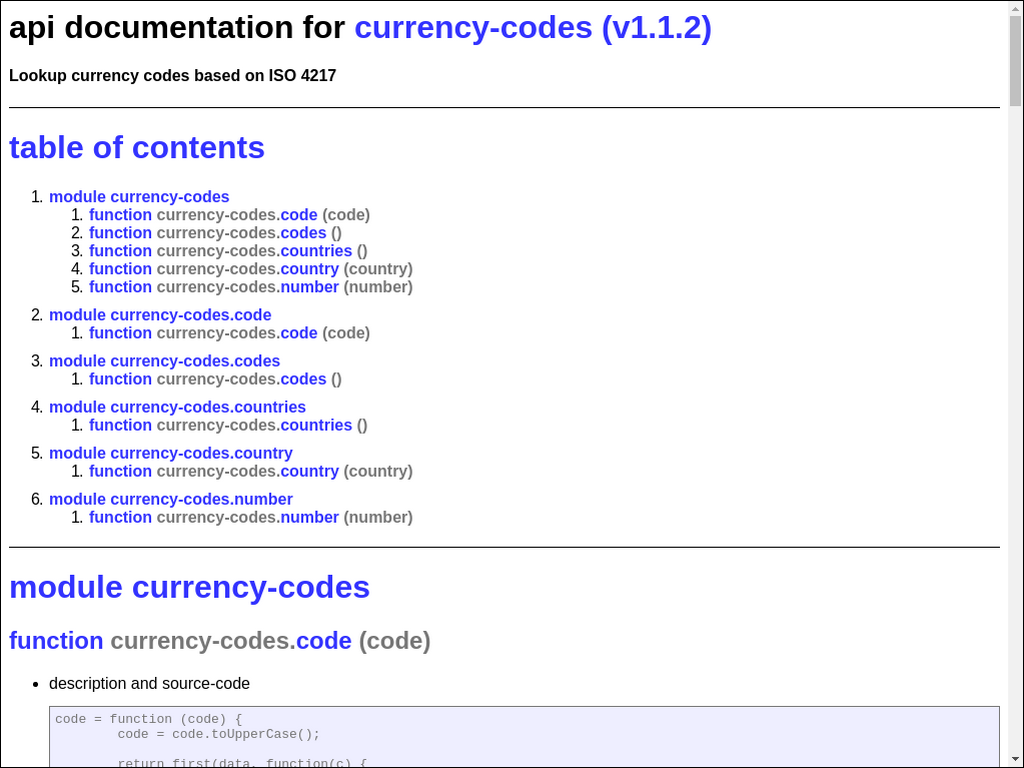 api documentation for currency-codes (v1.1.2)
Lookup currency codes based on ISO 4217
table of contents
1. module currency-codes
1. function currency-codes.code (code)
2. function currency-codes.codes ()
3. function currency-codes.countries ()
4. function currency-codes.country (country)
5. function currency-codes.number (number)
2. module currency-codes.code
1. function currency-codes.code (code)
3. module currency-codes.codes
1. function currency-codes.codes ()
4. module currency-codes.countries
1. function currency-codes.countries ()
5. module currency-codes.country
1. function currency-codes.country (country)
6. module currency-codes.number
1. function currency-codes.number (number)
module currency-codes
function currency-codes.code (code)
• description and source-code
code = function (code) {
code = code.toUpperCase();
return first(data, function(c) {